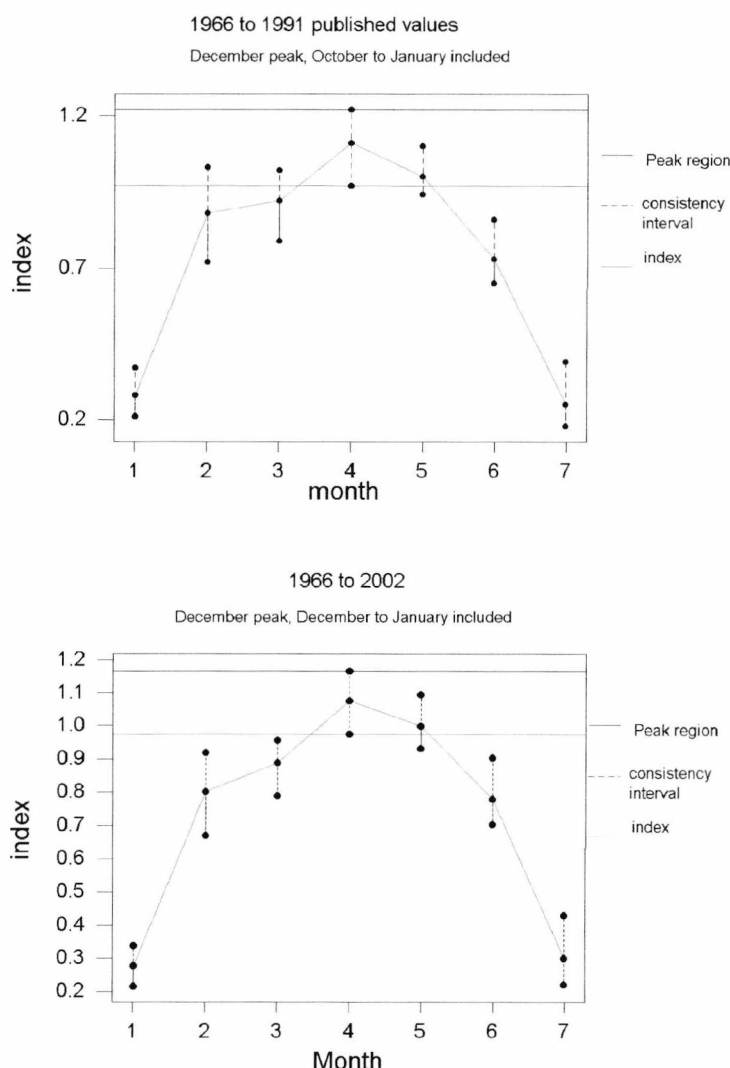 1966 to 1991 published values
December peak, October to January included
1.2
0.7
0.2
index
1 2 3 4 5 6 7
month
Peak region
consistency
interval
index
1966 to 2002
December peak, December to January included
1.2
1.1
1.0
0.9
0.8
0.7
0.6
0.5
0.4
0.3
0.2
index
1 2 3 4 5 6 7
Month
Peak region
consistency
interval
index